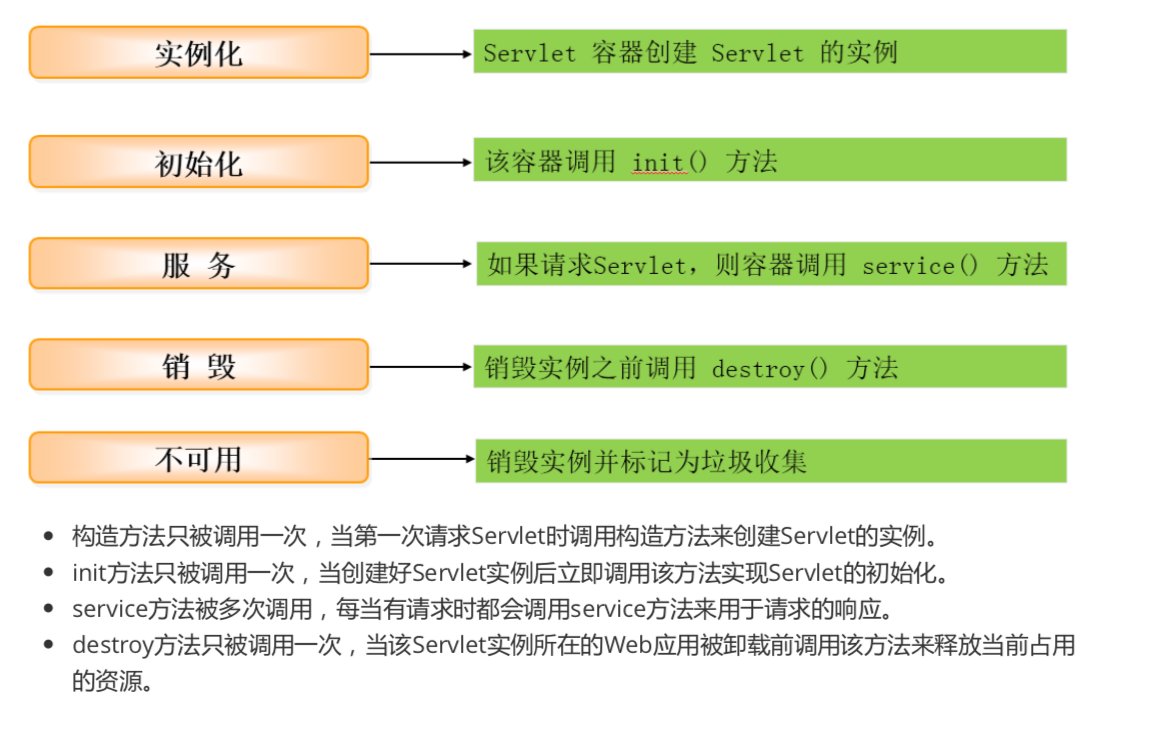 实例化
Servlet 容器创建 Servlet 的实例
初始化
该容器调用 init() 方法
服 务
如果请求Servlet，则容器调用 service() 方法
销 毁
销毁实例之前调用 destroy() 方法
不可用
销毁实例并标记为垃圾收集
• 构造方法只被调用一次，当第一次请求Servlet时调用构造方法来创建Servlet的实例。
• init方法只被调用一次，当创建好Servlet实例后立即调用该方法实现Servlet的初始化。
• service方法被多次调用，每当有请求时都会调用service方法来用于请求的响应。
• destroy方法只被调用一次，当该Servlet实例所在的Web应用被卸载前调用该方法来释放当前占用
的资源。